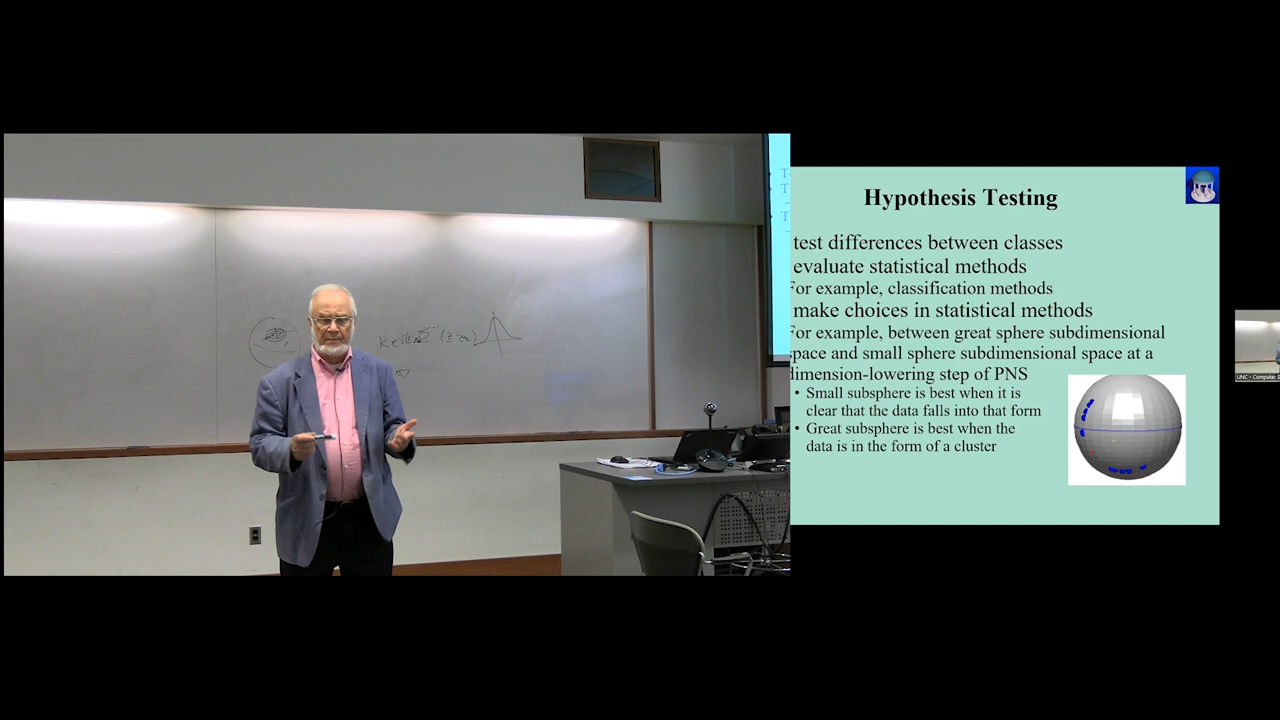 Hypothesis Testing
test differences between classes
evaluate statistical methods
For example, classification methods
make choices in statistical methods
For example, between great sphere subdimensional
space and small sphere subdimensional space at a
dimension-lowering step of PNS
• Small subsphere is best when it is
clear that the data falls into that form
• Great subsphere is best when the
data is in the form of a cluster